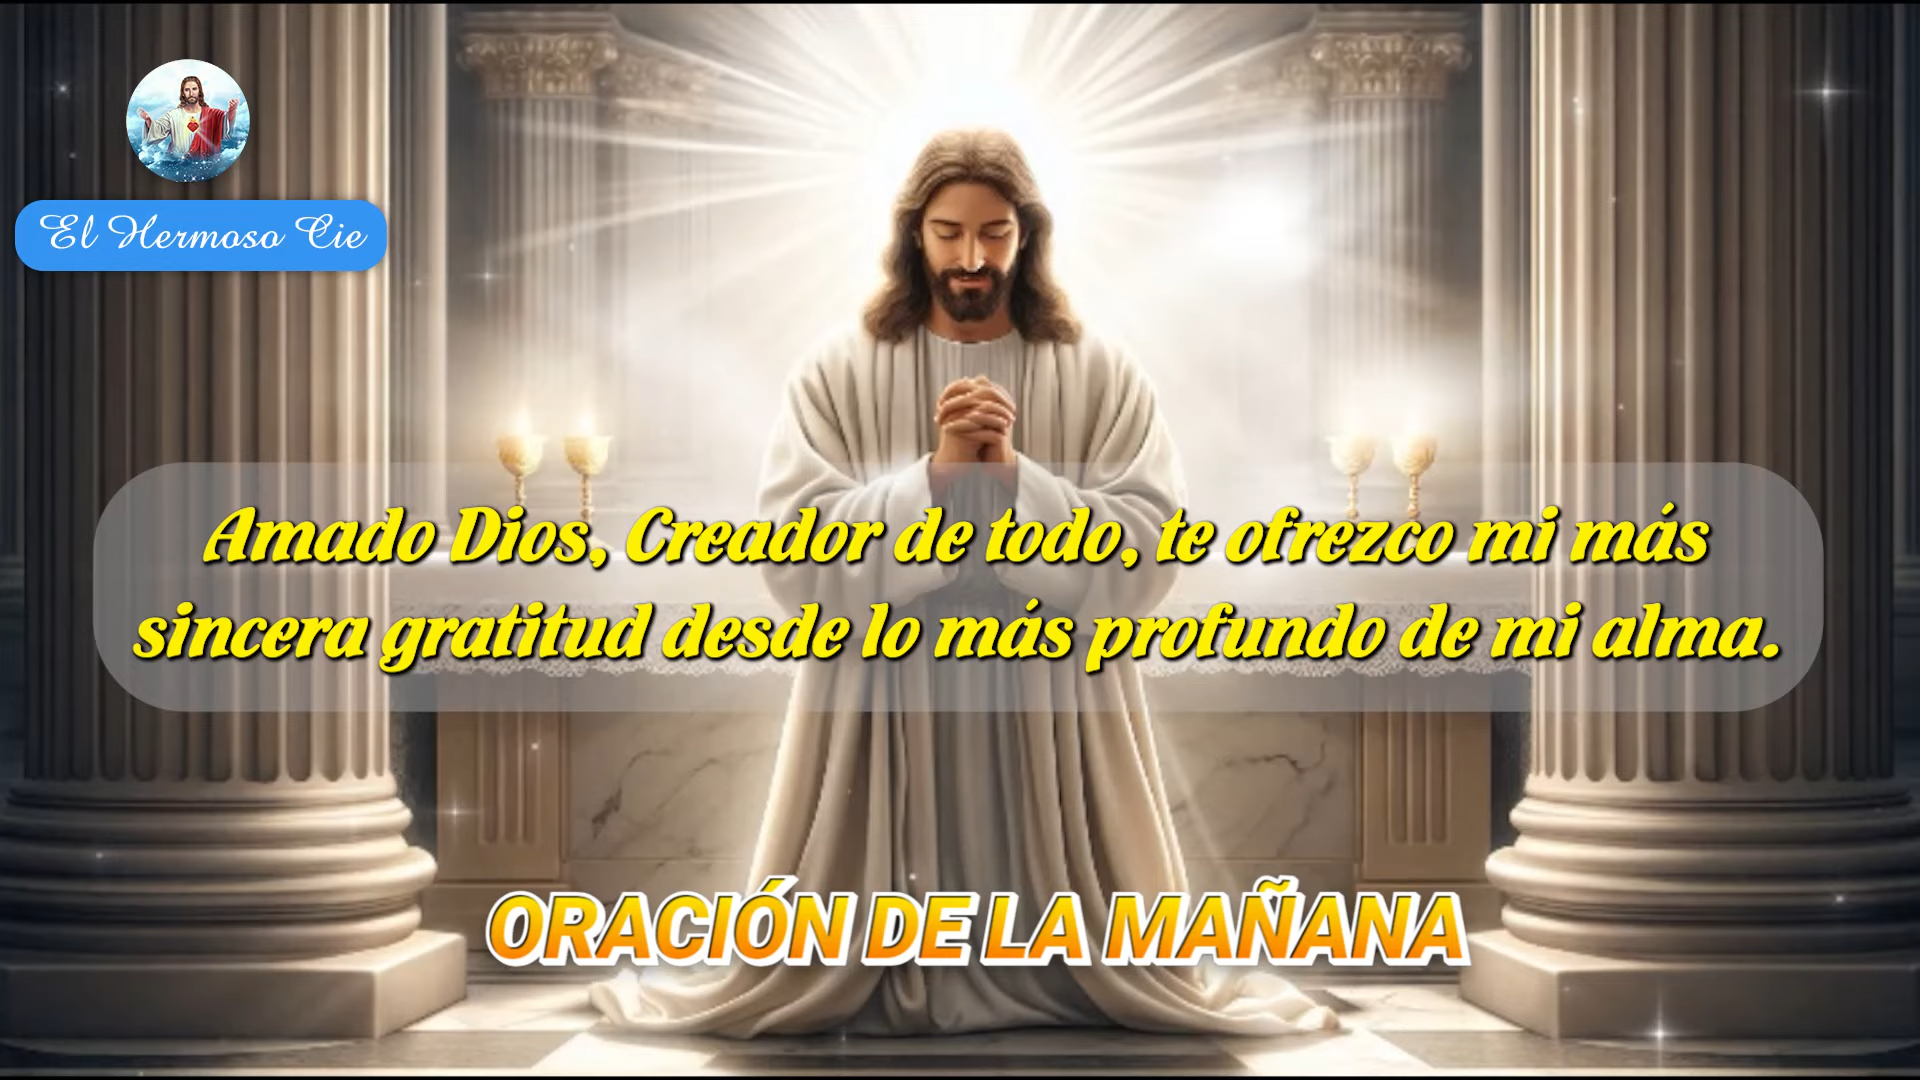 El Hermoso Cie
Amado Dios, Creador de todo, te ofrezco mi más
sincera gratitud desde lo más profundo de mi alma.
ORACIÓN DE LA MAÑANA